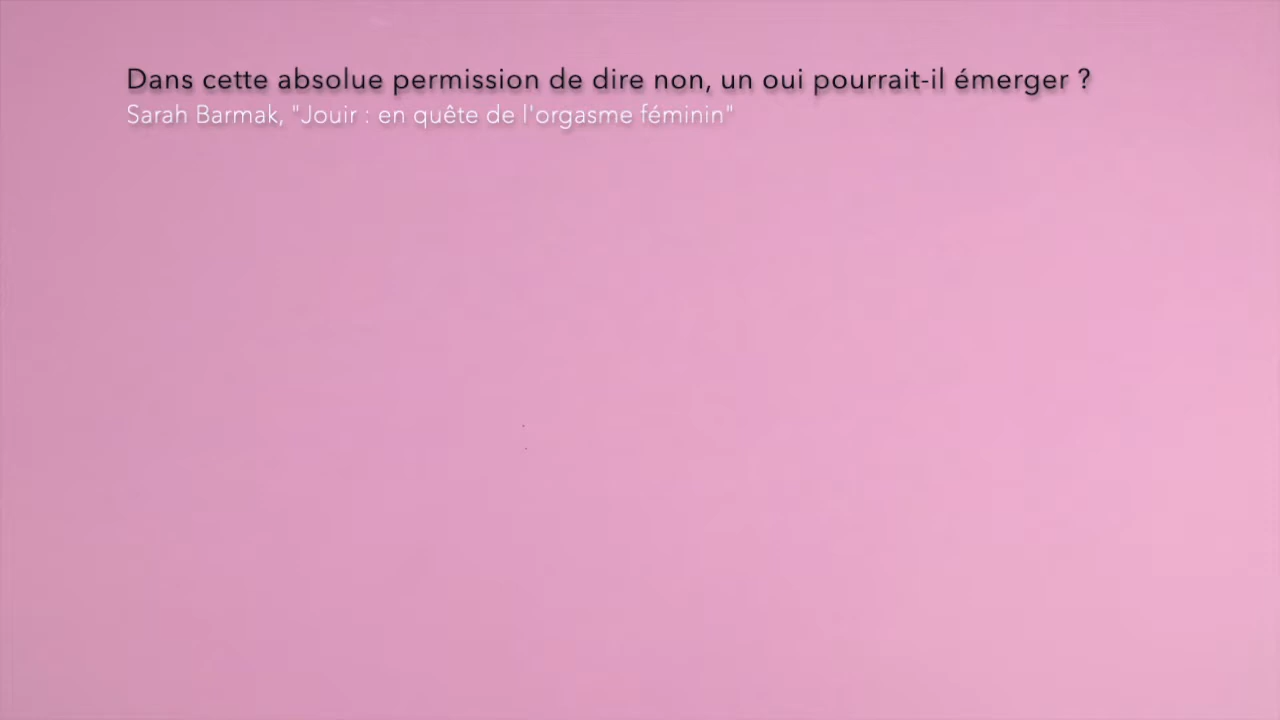 Dans cette absolue permission de dire non, un oui pourrait-il émerger ?
Sarah Barmak, "Jouir : en quête de l'orgasme féminin"